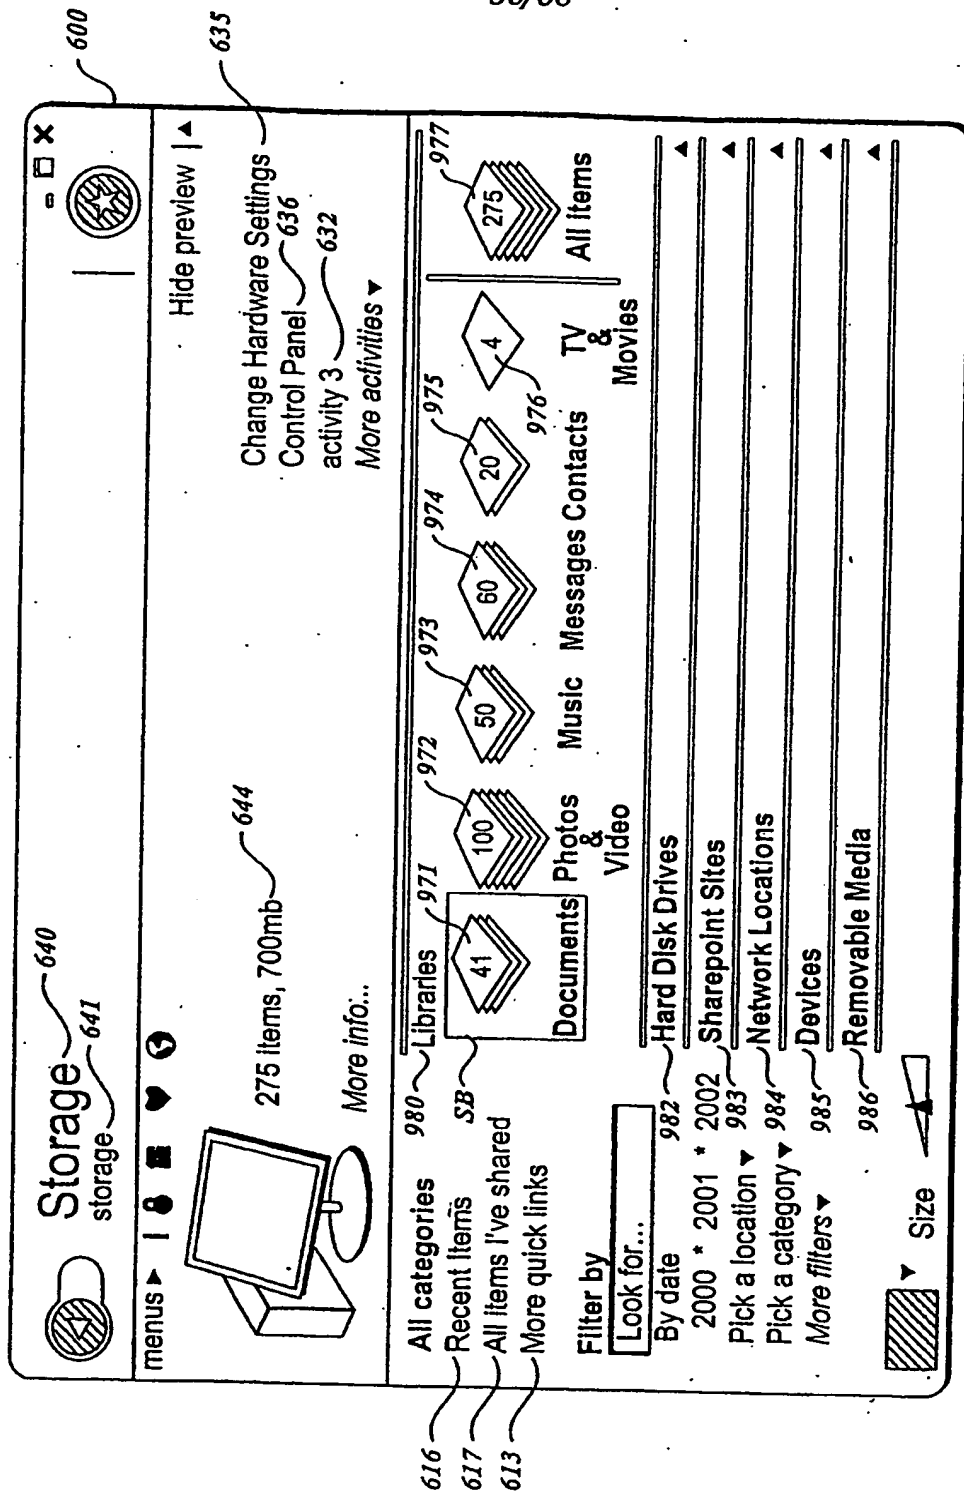 600
Storage 640
storage 641
menus
Hide preview
275 items, 700mb 644
More info...
Change Hardware Settings 635
Control Panel 636
activity 3 632
More activities
All categories
616 Recent Items
617 All Items I've shared
613 More quick links
Filter by
Look for...
By date
2000 * 2001 * 2002
Pick a location
Pick a category
More filters
Size
980 Libraries
SB
971 972 973 974 975 976 977
41 100 50 60 20 4 275
Documents
Photos & Video
Music
Messages
Contacts
TV & Movies
All Items
982 Hard Disk Drives
983 Sharepoint Sites
984 Network Locations
985 Devices
986 Removable Media